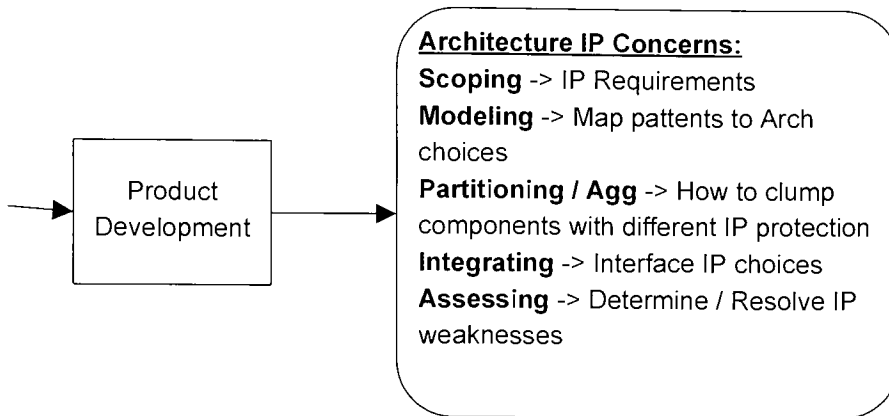 Product
Development
Architecture IP Concerns:
Scoping -> IP Requirements
Modeling -> Map pattents to Arch
choices
Partitioning / Agg -> How to clump
components with different IP protection
Integrating -> Interface IP choices
Assessing -> Determine / Resolve IP
weaknesses